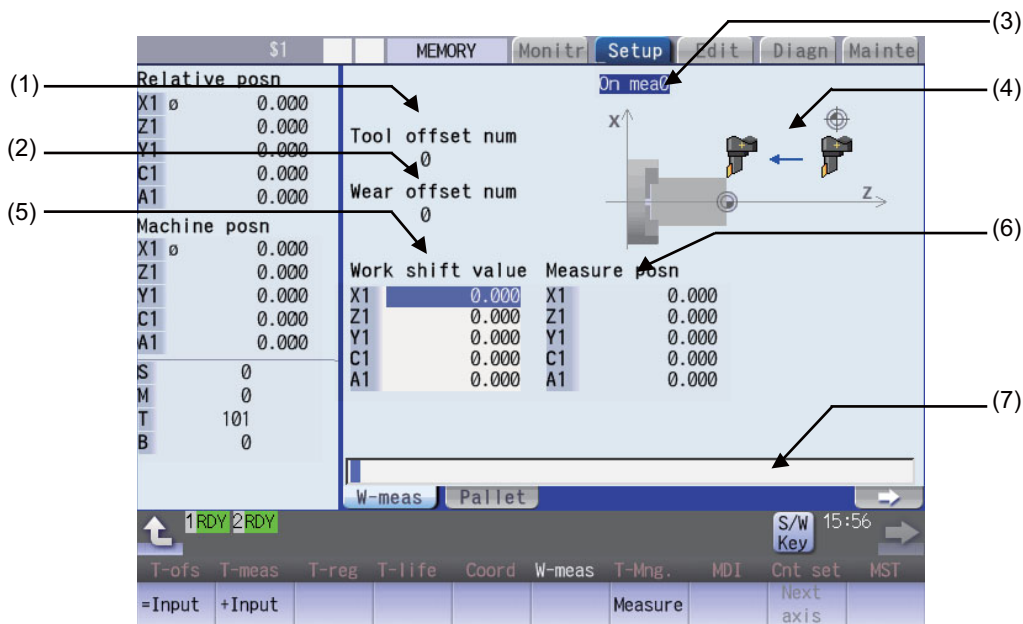 (3)
$1 MEMORY Monitr Setup Edit Diagn Mainte
Relative posn
On mea
(1)
(4)
X1 ø 0.000
Z1 0.000
Y1 0.000
C1 0.000
A1 0.000
X
Z
Tool offset num
0
(2)
Wear offset num
0
(5)
(6)
Machine posn
X1 ø 0.000
Z1 0.000
Y1 0.000
C1 0.000
A1 0.000
Work shift value Measure posn
X1 0.000 X1 0.000
Z1 0.000 Z1 0.000
Y1 0.000 Y1 0.000
C1 0.000 C1 0.000
A1 0.000 A1 0.000
S 0
M 0
T 101
B 0
(7)
W-meas Pallet
1RDY 2RDY
S/W Key 15:56
T-ofs T-meas T-reg T-life Coord W-meas T-Mng. MDI Cnt set MST
=Input +Input Measure Next axis